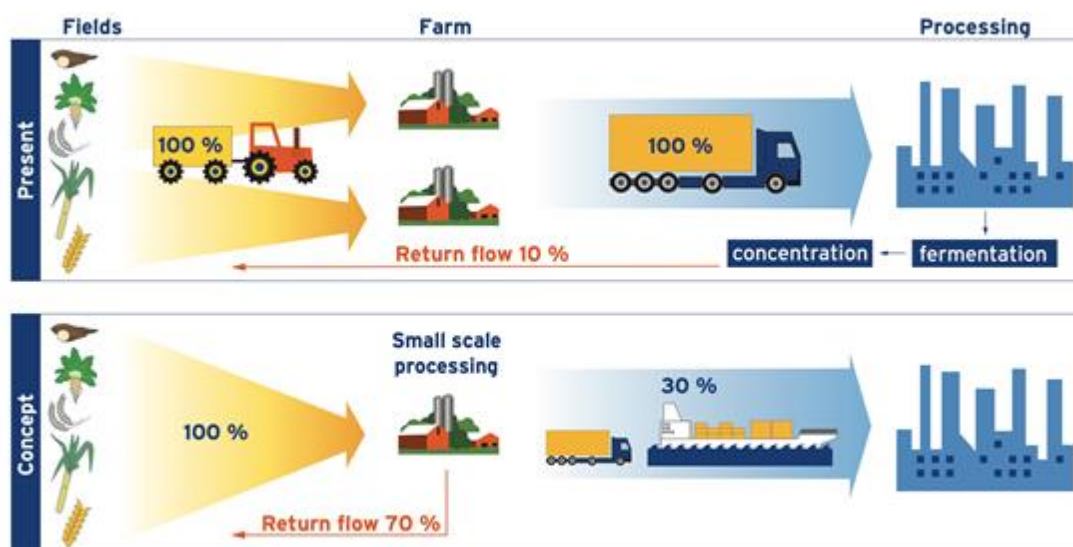 Fields
Farm
Processing
Present
100 %
100 %
Return flow 10 %
concentration
fermentation
Concept
100 %
Small scale
processing
30 %
Return flow 70 %